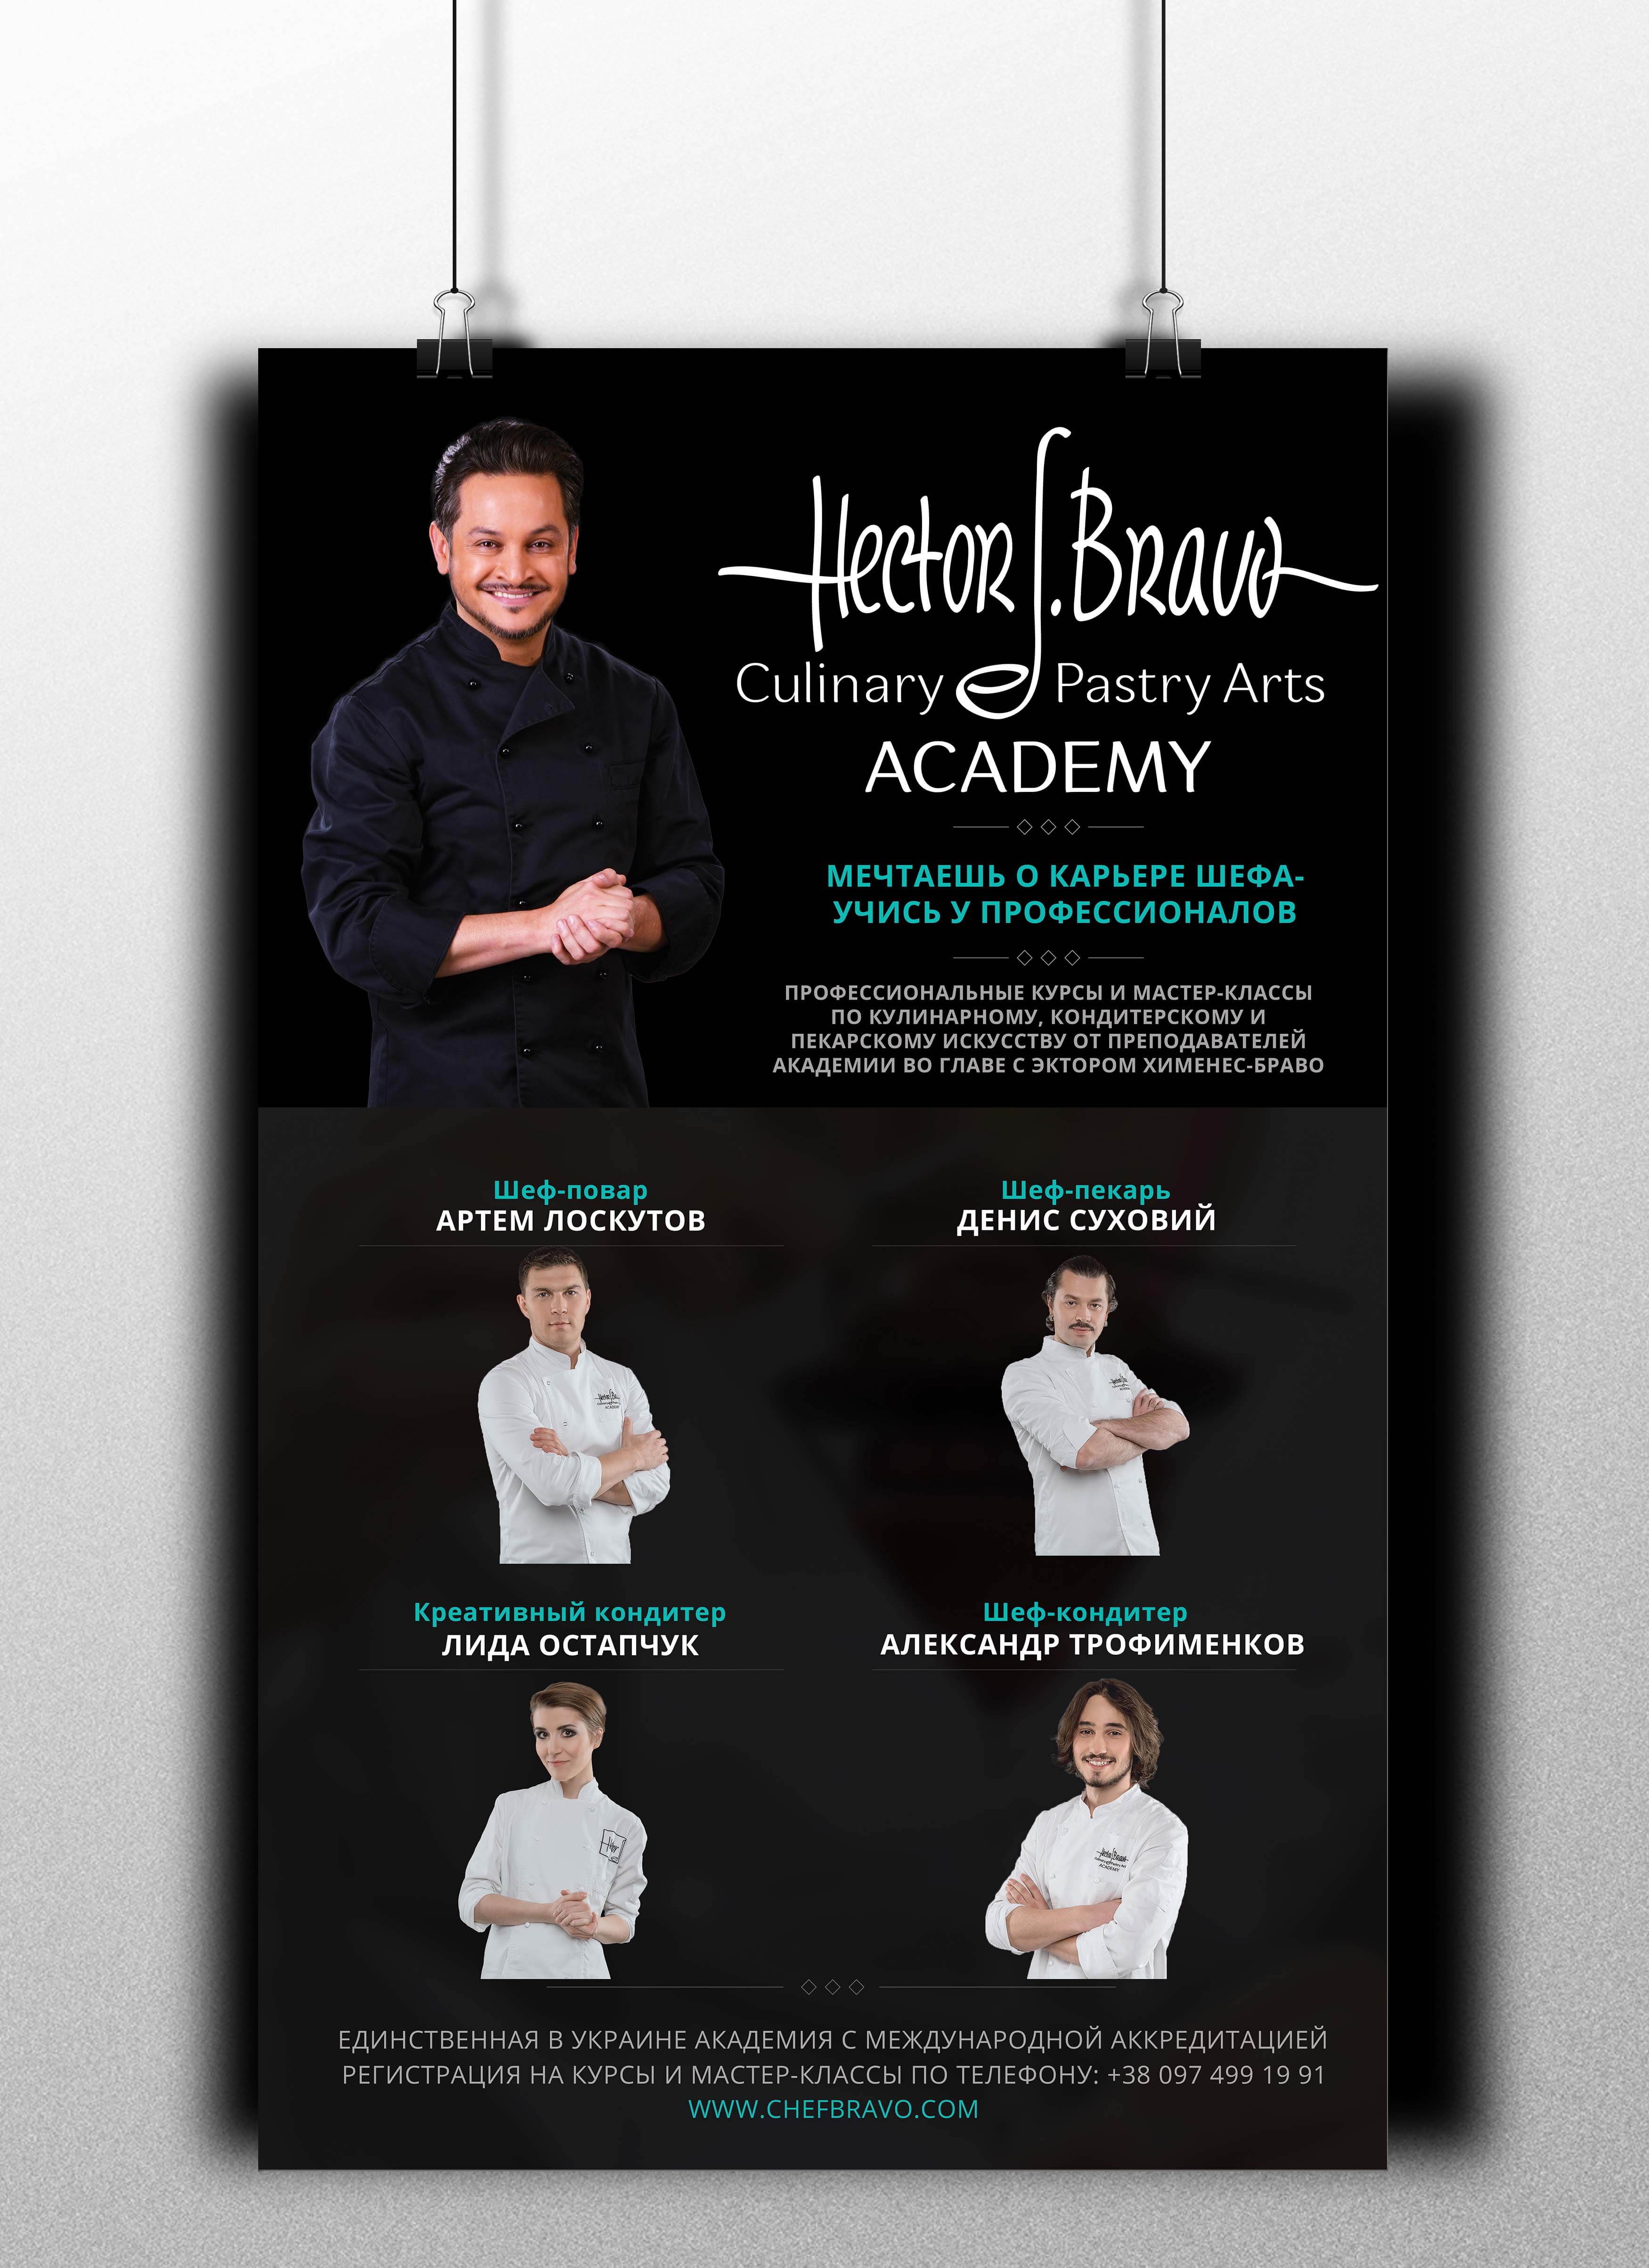 Hector J. Bravo
Culinary Pastry Arts
ACADEMY
МЕЧТАЕШЬ О КАРЬЕРЕ ШЕФА-
УЧИСЬ У ПРОФЕССИОНАЛОВ
ПРОФЕССИОНАЛЬНЫЕ КУРСЫ И МАСТЕР-КЛАССЫ
ПО КУЛИНАРНОМУ, КОНДИТЕРСКОМУ И
ПЕКАРСКОМУ ИСКУССТВУ ОТ ПРЕПОДАВАТЕЛЕЙ
АКАДЕМИИ ВО ГЛАВЕ С ЭКТОРОМ ХИМЕНЕС-БРАВО
Шеф-повар
АРТЕМ ЛОСКУТОВ
Шеф-пекарь
ДЕНИС СУХОВИЙ
Креативный кондитер
ЛИДА ОСТАПЧУК
Шеф-кондитер
АЛЕКСАНДР ТРОФИМЕНКОВ
Hector J. Bravo
ACADEMY
ЕДИНСТВЕННАЯ В УКРАИНЕ АКАДЕМИЯ С МЕЖДУНАРОДНОЙ АККРЕДИТАЦИЕЙ
РЕГИСТРАЦИЯ НА КУРСЫ И МАСТЕР-КЛАССЫ ПО ТЕЛЕФОНУ: +38 097 499 19 91
WWW.CHEFBRAVO.COM